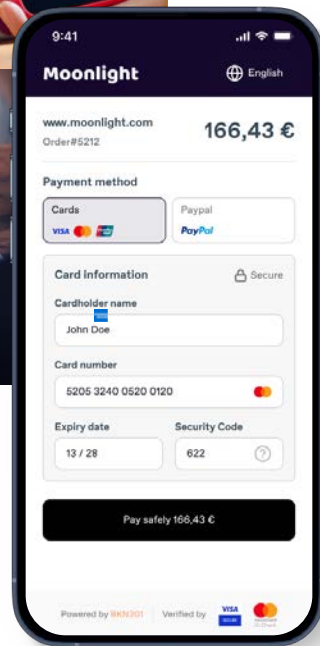 9:41
Moonlight
English
www.moonlight.com
166,43 €
Order#5212
Payment method
Cards
Paypal
VISA
PayPal
Card information
Secure
Cardholder name
John Doe
Card number
5205 3240 0520 0120
Expiry date
Security Code
13 / 28
622
?
Pay safely 166,43 €
Powered by BKN301
Verified by
VISA